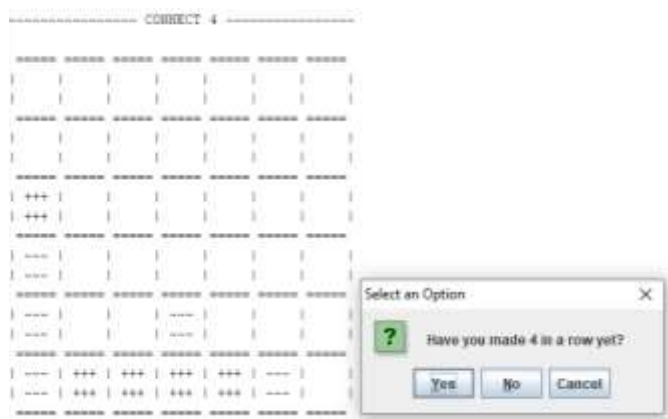 ---------------- CONNECT 4 ----------------
===== ===== ===== ===== ===== ===== =====
| | | | | | | |
| | | | | | | |
===== ===== ===== ===== ===== ===== =====
| | | | | | | |
| | | | | | | |
===== ===== ===== ===== ===== ===== =====
| +++ | | | | | | |
| +++ | | | | | | |
===== ===== ===== ===== ===== ===== =====
| --- | | | | | | |
| --- | | | | | | |
===== ===== ===== ===== ===== ===== =====
| --- | | | --- | | | |
| --- | | | --- | | | |
===== ===== ===== ===== ===== ===== =====
| --- | +++ | +++ | +++ | +++ | --- | |
| --- | +++ | +++ | +++ | +++ | --- | |
===== ===== ===== ===== ===== ===== =====
Select an Option
?
Have you made 4 in a row yet?
Yes No Cancel